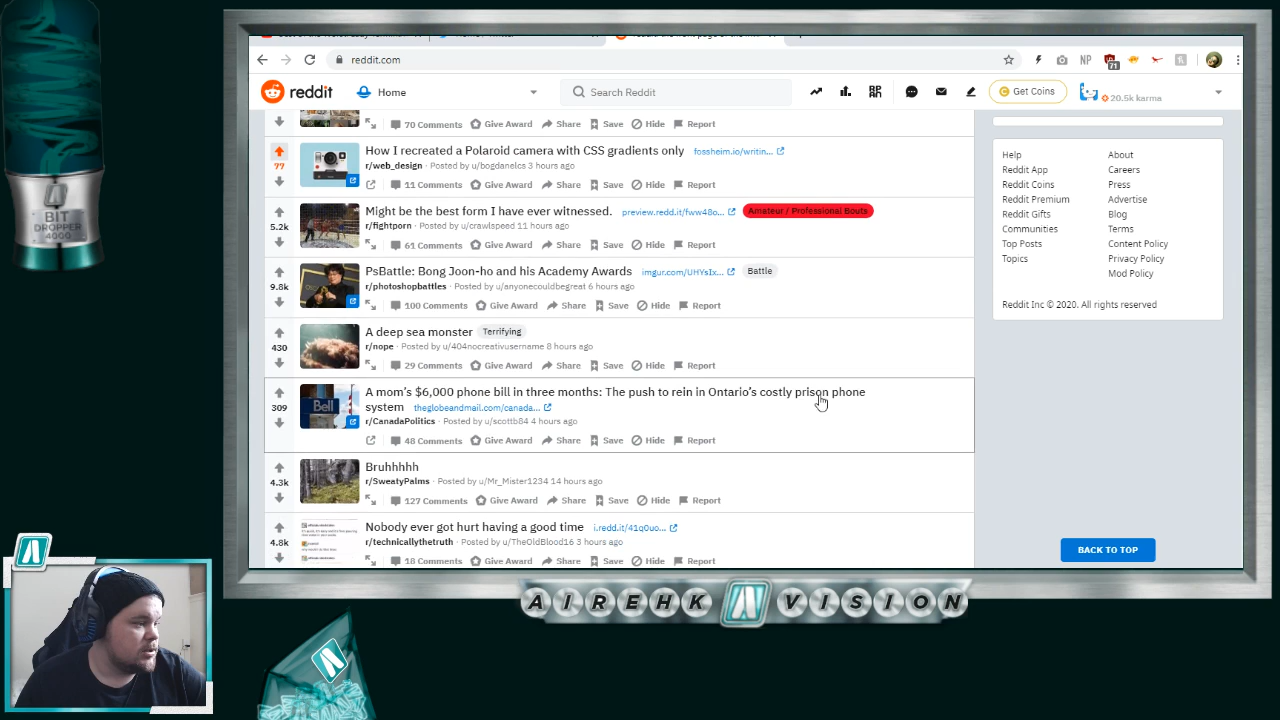 reddit.com
71
reddit
Home
Search Reddit
Get Coins
20.5k karma
70 Comments Give Award Share Save Hide Report
77
How I recreated a Polaroid camera with CSS gradients only fossheim.io/writin...
r/web_design · Posted by u/bogdanelcs 3 hours ago
11 Comments Give Award Share Save Hide Report
5.2k
Might be the best form I have ever witnessed. preview.redd.it/fww48o... Amateur / Professional Bouts
r/fightporn · Posted by u/crawlspeed 11 hours ago
61 Comments Give Award Share Save Hide Report
9.8k
PsBattle: Bong Joon-ho and his Academy Awards imgur.com/UHYsIx... Battle
r/photoshopbattles · Posted by u/anyonecouldbegreat 6 hours ago
100 Comments Give Award Share Save Hide Report
430
A deep sea monster Terrifying
r/nope · Posted by u/404nocreativusername 8 hours ago
29 Comments Give Award Share Save Hide Report
309
Bell
A mom's $6,000 phone bill in three months: The push to rein in Ontario's costly prison phone
system theglobeandmail.com/canada...
r/CanadaPolitics · Posted by u/scottb84 4 hours ago
48 Comments Give Award Share Save Hide Report
4.3k
Bruhhhhh
r/SweatyPalms · Posted by u/Mr_Mister1234 14 hours ago
127 Comments Give Award Share Save Hide Report
4.8k
Nobody ever got hurt having a good time i.redd.it/41q0uo...
r/technicallythetruth · Posted by u/TheOldBlood16 3 hours ago
18 Comments Give Award Share Save Hide Report
Help About
Reddit App Careers
Reddit Coins Press
Reddit Premium Advertise
Reddit Gifts Blog
Communities Terms
Top Posts Content Policy
Topics Privacy Policy
Mod Policy
Reddit Inc © 2020. All rights reserved
BACK TO TOP
BIT
DROPPER
4000
AIREHK VISION